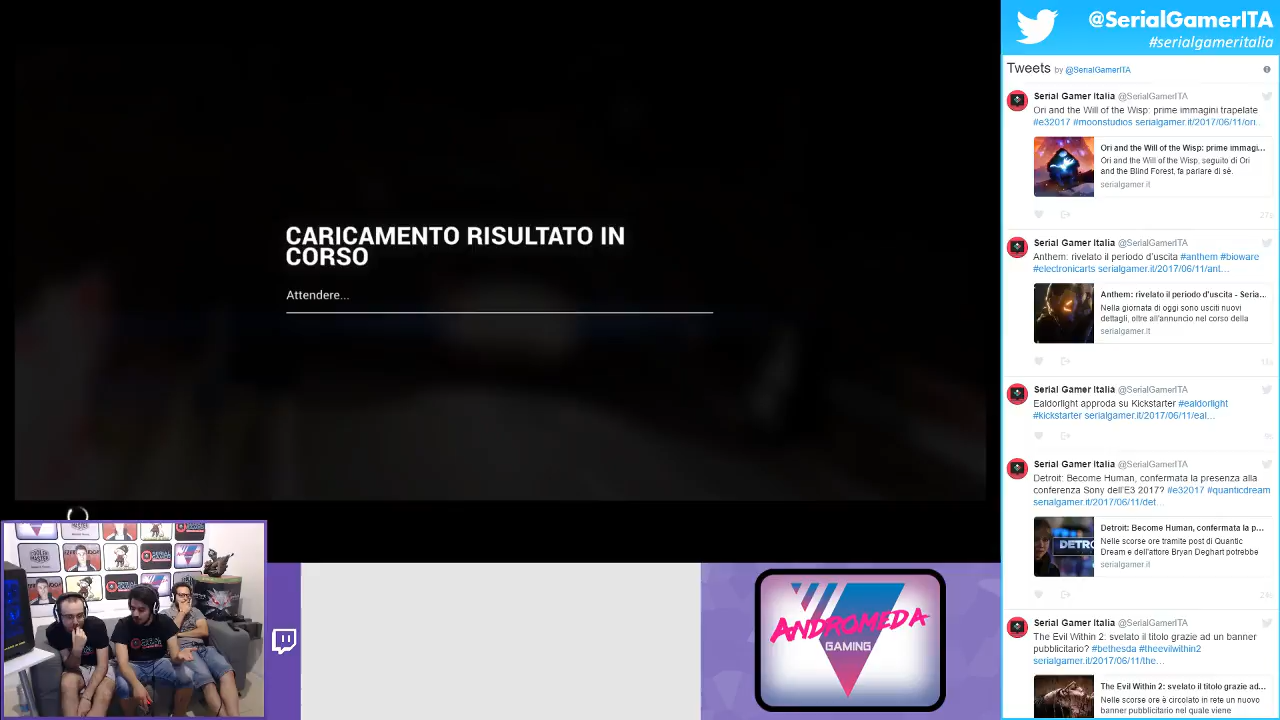 CARICAMENTO RISULTATO IN
CORSO
Attendere...
ANDROMEDA
GAMING
@SerialGamerITA
#serialgameritalia
Tweets by @SerialGamerITA
Serial Gamer Italia @SerialGamerITA
Ori and the Will of the Wisp: prime immagini trapelate
#e32017 #moonstudios serialgamer.it/2017/06/11/ori…
Ori and the Will of the Wisp: prime immagi...
Ori and the Will of the Wisp, seguito di Ori
and the Blind Forest, fa parlare di sè.
serialgamer.it
Serial Gamer Italia @SerialGamerITA
Anthem: rivelato il periodo d'uscita #anthem #bioware
#electronicarts serialgamer.it/2017/06/11/ant…
Anthem: rivelato il periodo d'uscita - Seria...
Nella giornata di oggi sono usciti nuovi
dettagli, oltre all'annuncio nel corso della
serialgamer.it
Serial Gamer Italia @SerialGamerITA
Ealdorlight approda su Kickstarter #ealdorlight
#kickstarter serialgamer.it/2017/06/11/eal…
Serial Gamer Italia @SerialGamerITA
Detroit: Become Human, confermata la presenza alla
conferenza Sony dell'E3 2017? #e32017 #quanticdream
serialgamer.it/2017/06/11/det…
Detroit: Become Human, confermata la p...
Nelle scorse ore tramite post di Quantic
Dream e dell'attore Bryan Deghart potrebbe
serialgamer.it
Serial Gamer Italia @SerialGamerITA
The Evil Within 2: svelato il titolo grazie ad un banner
pubblicitario? #bethesda #theevilwithin2
serialgamer.it/2017/06/11/the…
The Evil Within 2: svelato il titolo grazie ad...
Nelle scorse ore è circolato in rete un nuovo
banner pubblicitario nel quale viene